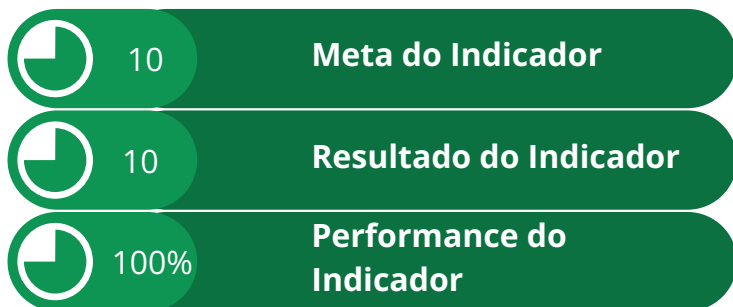 10 Meta do Indicador
10 Resultado do Indicador
100% Performance do
Indicador